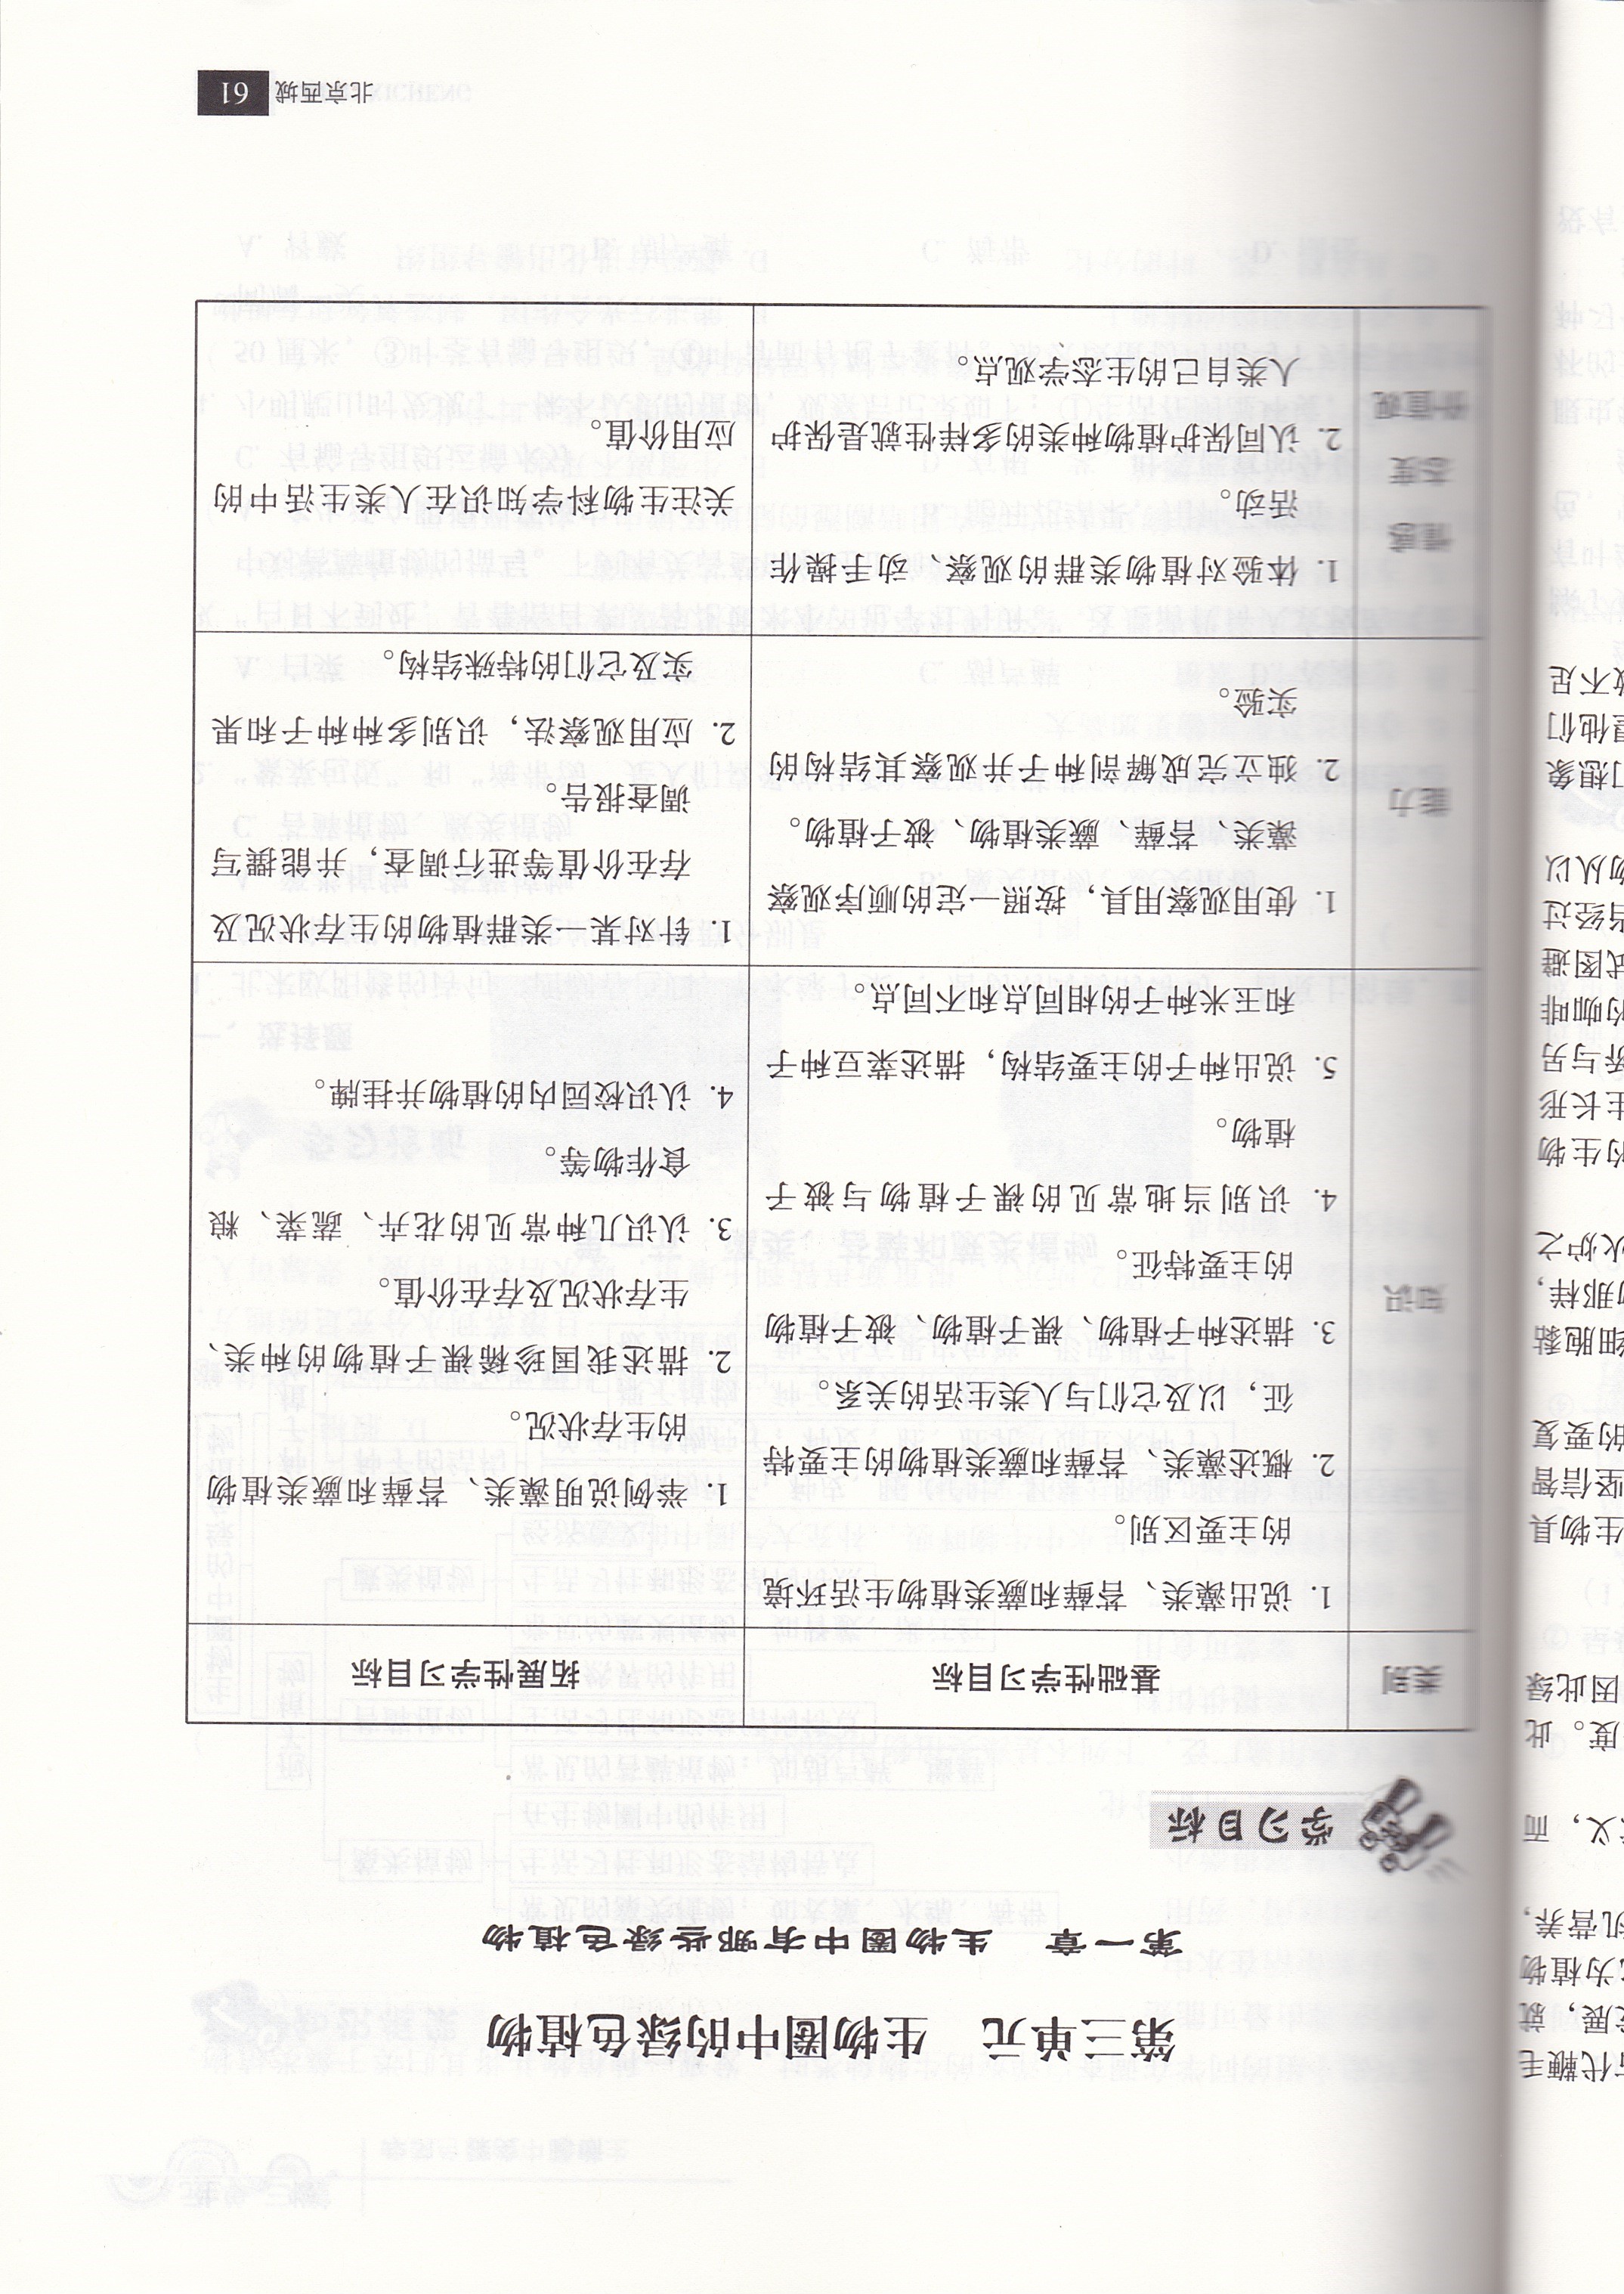 第三单元 生物圈中的绿色植物
第一章 生物圈中有哪些绿色植物
学习目标
类别
基础性学习目标
拓展性学习目标
知识
1. 说出藻类、苔藓和蕨类植物生活环境
的主要区别。
2. 概述藻类、苔藓和蕨类植物的主要特
征，以及它们与人类生活的关系。
3. 描述种子植物、裸子植物、被子植物
的主要特征。
4. 识别当地常见的裸子植物与被子
植物。
5. 说出种子的主要结构，描述菜豆种子
和玉米种子的相同点和不同点。
1. 举例说明藻类、苔藓和蕨类植物
的生存状况。
2. 描述我国珍稀裸子植物的种类、
生存状况及存在价值。
3. 认识几种常见的花卉、蔬菜、粮
食作物等。
4. 认识校园内的植物并挂牌。
能力
1. 使用观察用具，按照一定的顺序观察
藻类、苔藓、蕨类植物、被子植物。
2. 独立完成解剖种子并观察其结构的
实验。
1. 针对某一类群植物的生存状况及
存在价值等进行调查，并能撰写
调查报告。
2. 应用观察法，识别多种种子和果
实及它们的特殊结构。
情感
态度
价值观
1. 体验对植物类群的观察、动手操作
活动。
2. 认同保护植物种类的多样性就是保护
人类自己的生态学观点。
关注生物科学知识在人类生活中的
应用价值。
北京西城
61